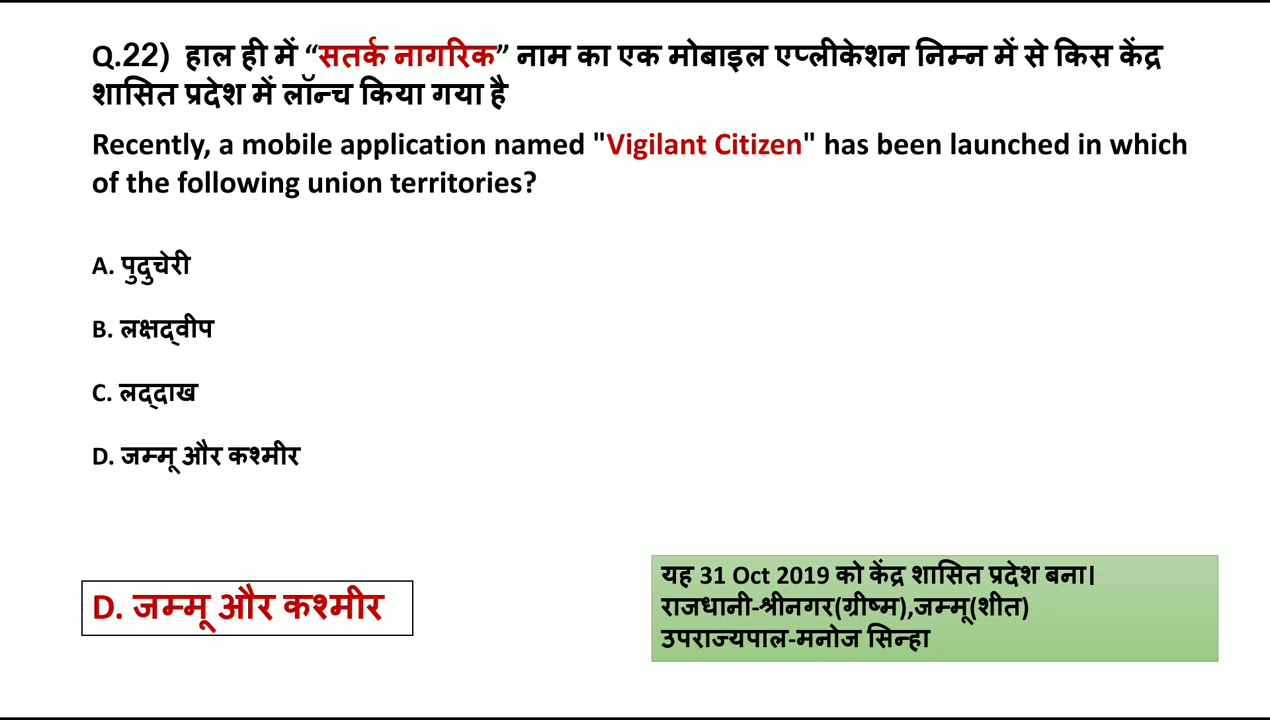 Q.22) हाल ही में “सतर्क नागरिक” नाम का एक मोबाइल एप्लीकेशन निम्न में से किस केंद्र
शासित प्रदेश में लॉन्च किया गया है
Recently, a mobile application named "Vigilant Citizen" has been launched in which
of the following union territories?
A. पुदुचेरी
B. लक्षद्वीप
C. लद्दाख
D. जम्मू और कश्मीर
D. जम्मू और कश्मीर
यह 31 Oct 2019 को केंद्र शासित प्रदेश बना।
राजधानी-श्रीनगर(ग्रीष्म),जम्मू(शीत)
उपराज्यपाल-मनोज सिन्हा